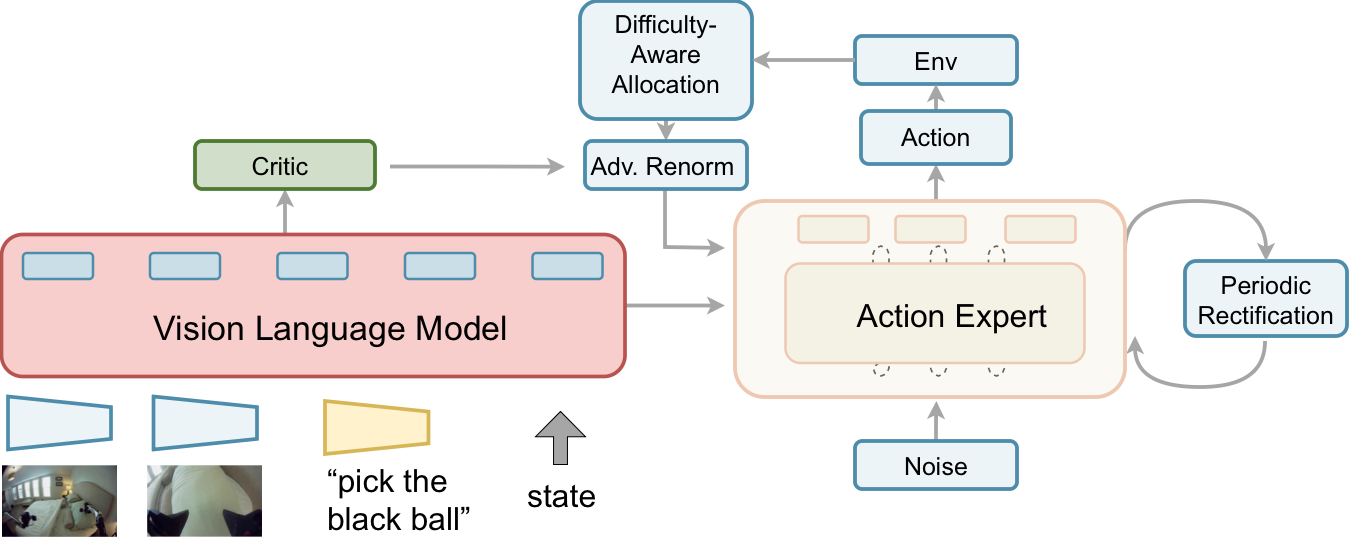 Difficulty-
Aware
Allocation
Env
Action
Critic
Adv. Renorm
Vision Language Model
Action Expert
Periodic
Rectification
Noise
“pick the
black ball”
state